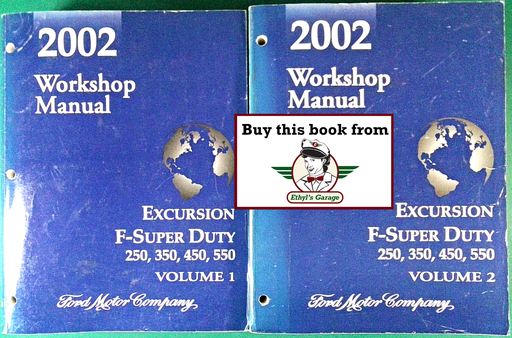 2002
Workshop
Manual
EXCURSION
F-SUPER DUTY
250, 350, 450, 550
VOLUME 1
Ford Motor Company,
2002
Workshop
Manual
Buy this book from
Ethyl's Garage
EXCURSION
F-SUPER DUTY
250, 350, 450, 550
VOLUME 2
Ford Motor Company,